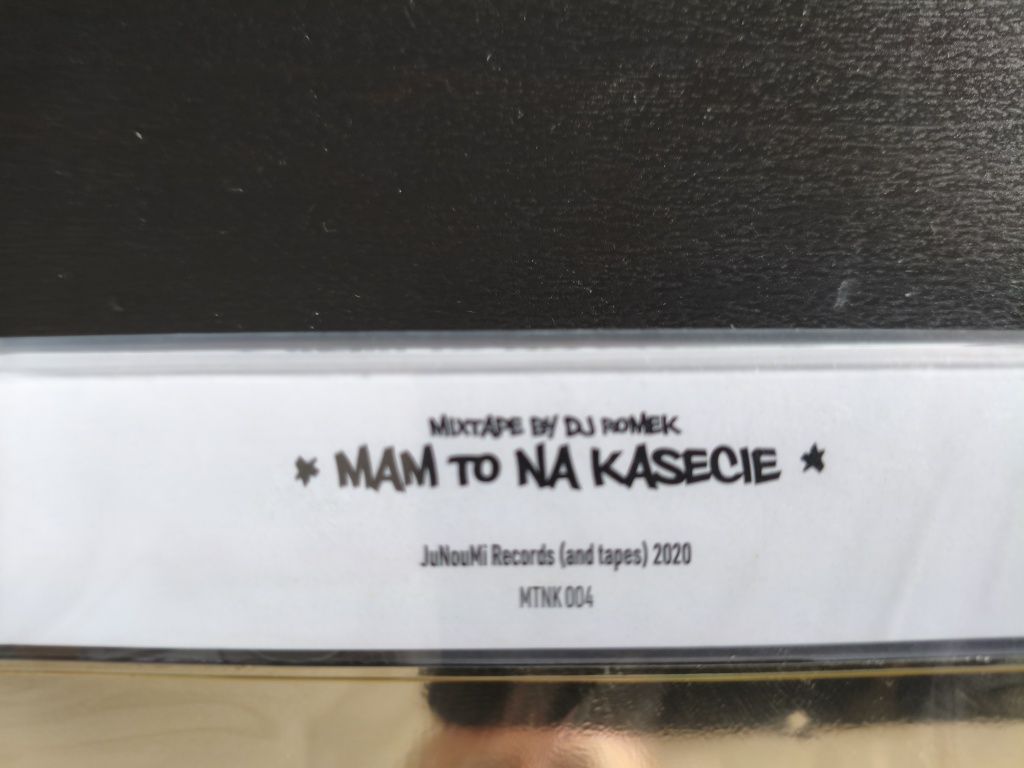 MIXTAPE BY DJ ROMEK
★ MAM TO NA KASECIE ★
JuNouMi Records (and tapes) 2020
MTNK 004